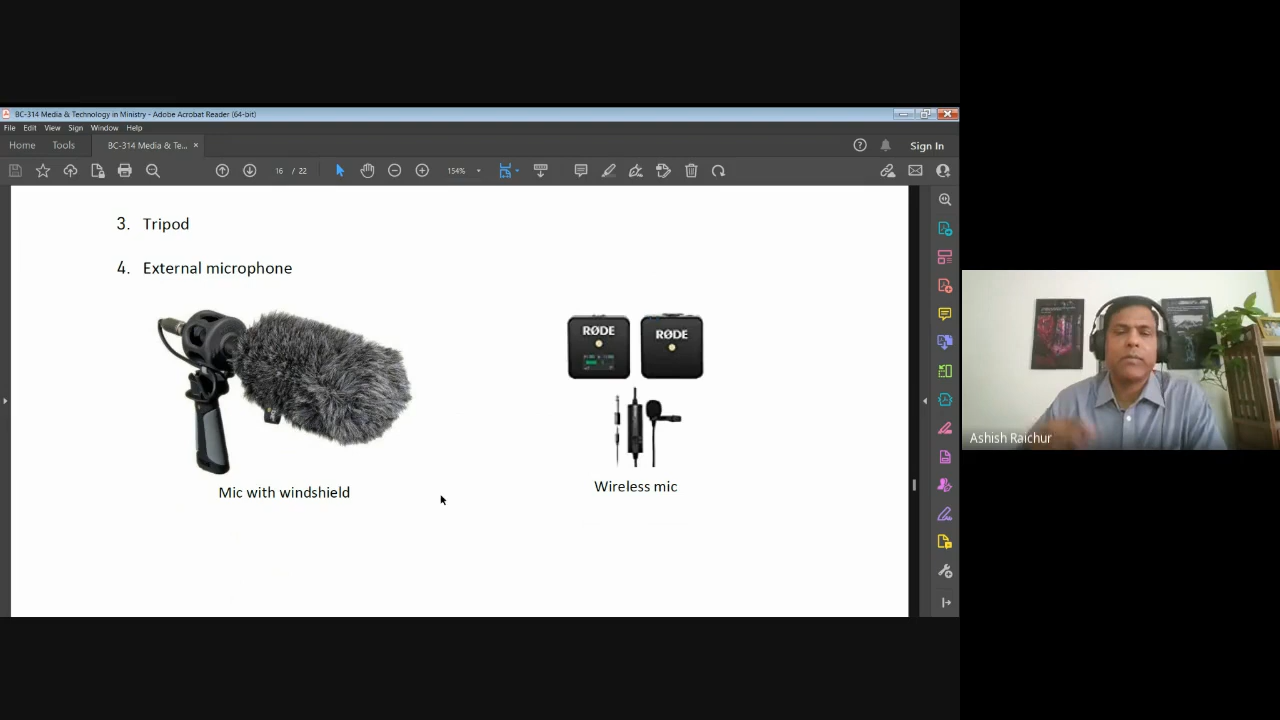 BC-314 Media & Technology in Ministry - Adobe Acrobat Reader (64-bit)
File Edit View Sign Window Help
Home Tools BC-314 Media & Te... × Sign In
16 / 22 154%
3. Tripod
4. External microphone
RØDE RØDE
Mic with windshield
Wireless mic
Ashish Raichur